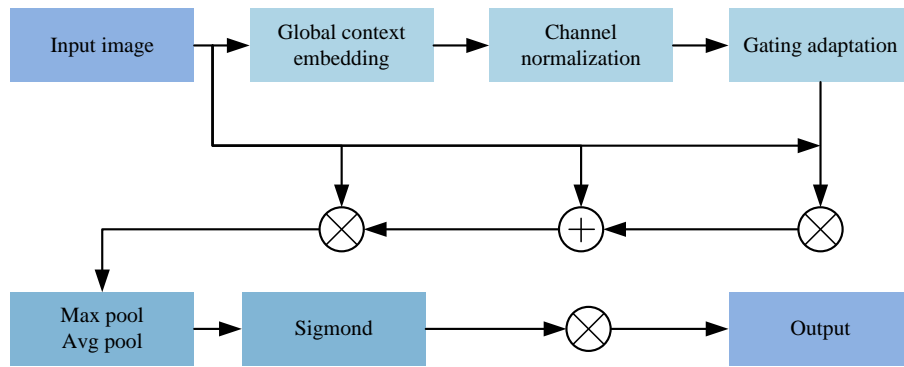 Input image
Global context
embedding
Channel
normalization
Gating adaptation
Max pool
Avg pool
Sigmond
Output